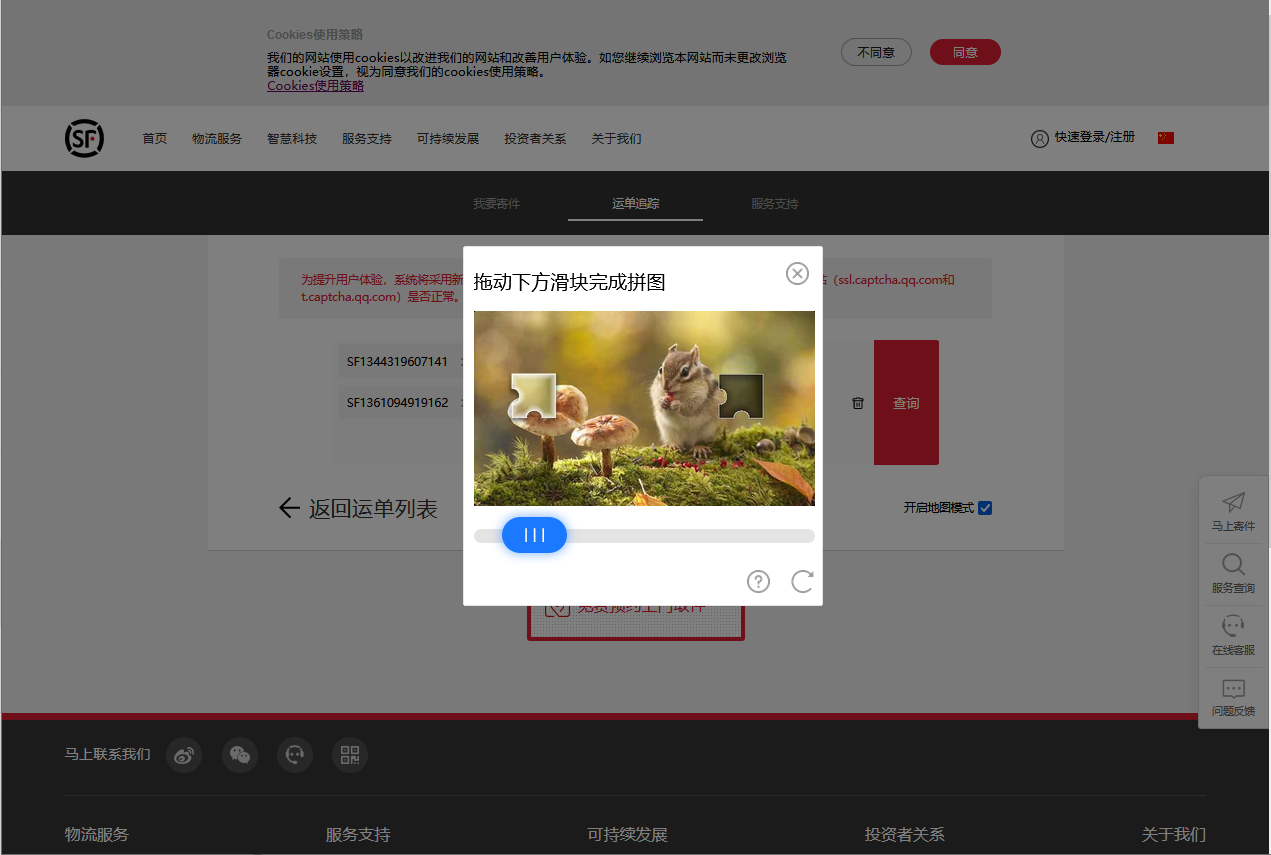 Cookies使用策略
我们的网站使用cookies以改进我们的网站和改善用户体验。如您继续浏览本网站而未更改浏览
器cookie设置，视为同意我们的cookies使用策略。
Cookies使用策略
不同意
同意
SF
首页
物流服务
智慧科技
服务支持
可持续发展
投资者关系
关于我们
快速登录/注册
我要寄件
运单追踪
服务支持
为提升用户体验，系统将采用新
（ssl.captcha.qq.com和
t.captcha.qq.com）是否正常。
拖动下方滑块完成拼图
SF1344319607141
SF1361094919162
查询
返回运单列表
开启地图模式
免费预约上门取件
马上寄件
服务查询
在线客服
问题反馈
马上联系我们
物流服务
服务支持
可持续发展
投资者关系
关于我们